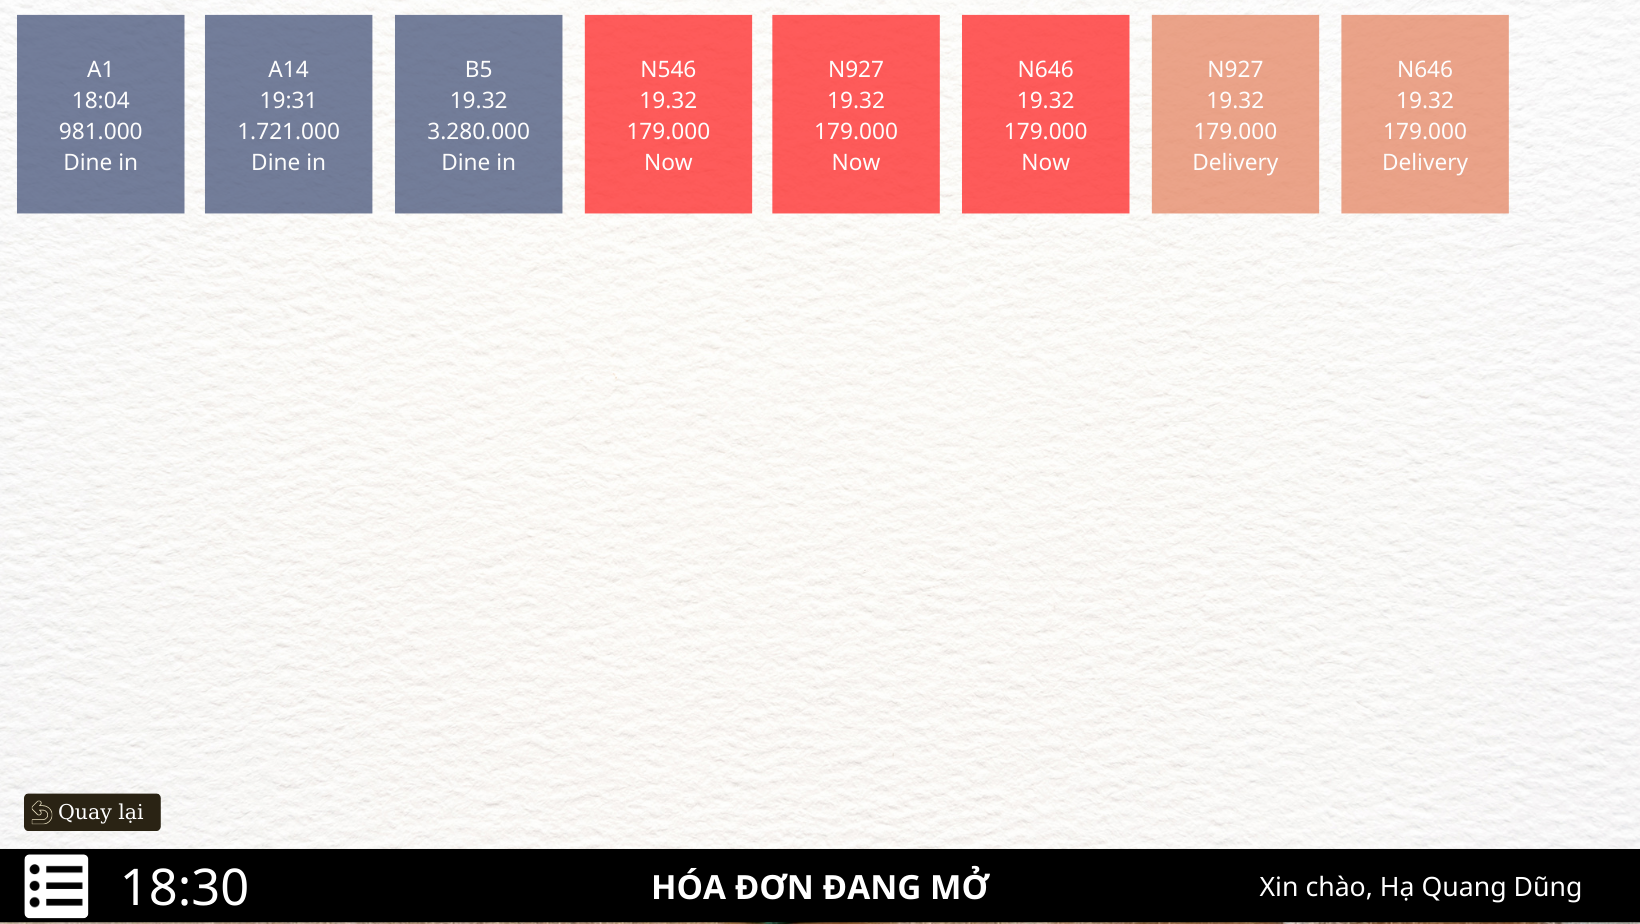 A1
18:04
981.000
Dine in
A14
19:31
1.721.000
Dine in
B5
19.32
3.280.000
Dine in
N546
19.32
179.000
Now
N927
19.32
179.000
Now
N646
19.32
179.000
Now
N927
19.32
179.000
Delivery
N646
19.32
179.000
Delivery
Quay lại
18:30
HÓA ĐƠN ĐANG MỞ
Xin chào, Hạ Quang Dũng